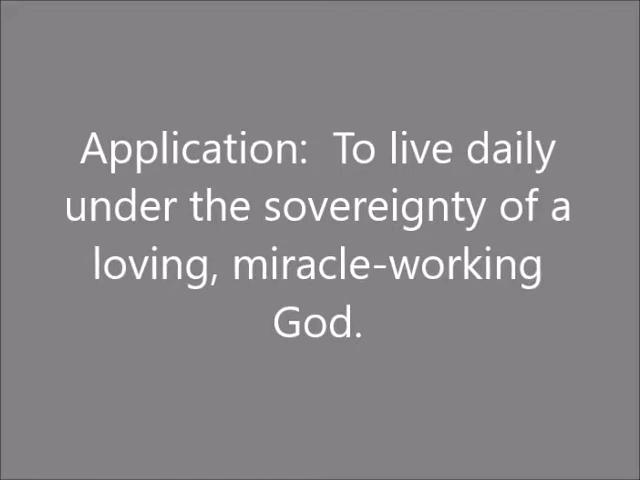 Application:  To live daily
under the sovereignty of a
loving, miracle-working
God.